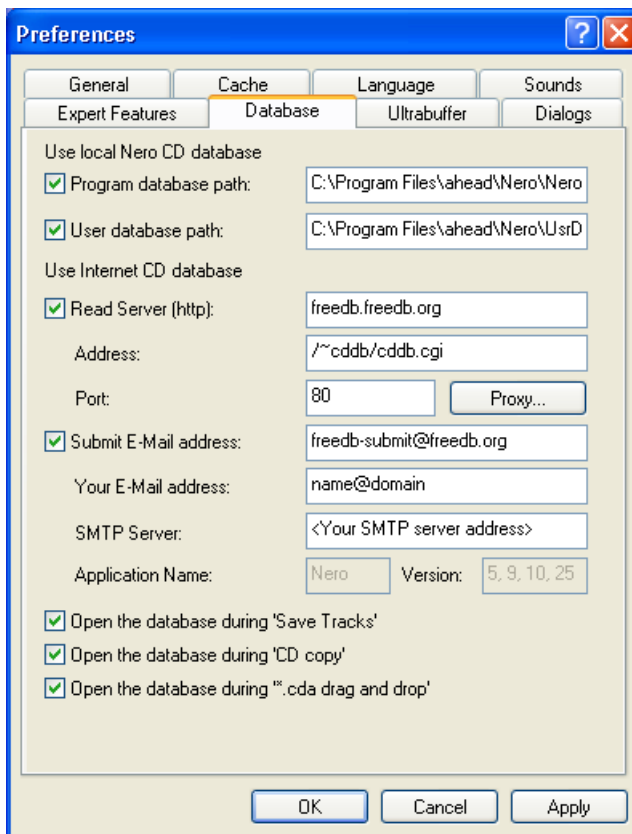 Preferences
General Cache Language Sounds
Expert Features Database Ultrabuffer Dialogs
Use local Nero CD database
Program database path: C:\Program Files\ahead\Nero\Nero
User database path: C:\Program Files\ahead\Nero\UsrD
Use Internet CD database
Read Server (http): freedb.freedb.org
Address: /~cddb/cddb.cgi
Port: 80 Proxy...
Submit E-Mail address: freedb-submit@freedb.org
Your E-Mail address: name@domain
SMTP Server: <Your SMTP server address>
Application Name: Nero Version: 5, 9, 10, 25
Open the database during 'Save Tracks'
Open the database during 'CD copy'
Open the database during '*.cda drag and drop'
OK Cancel Apply